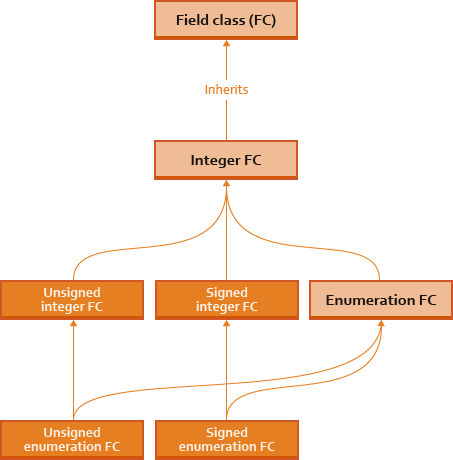 Field class (FC)
Inherits
Integer FC
Unsigned
integer FC
Signed
integer FC
Enumeration FC
Unsigned
enumeration FC
Signed
enumeration FC